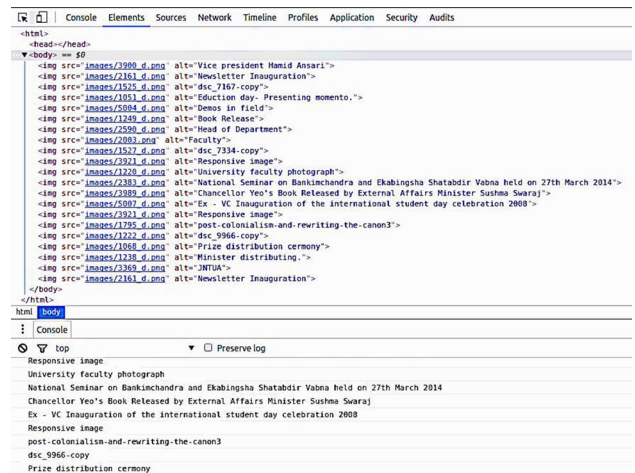 Console Elements Sources Network Timeline Profiles Application Security Audits
<html>
<head></head>
▼<body> == $0
<img src="images/3900_d.png" alt="Vice president Hamid Ansari">
<img src="images/2161_d.png" alt="Newsletter Inauguration">
<img src="images/1525_d.png" alt="dsc_7167-copy">
<img src="images/1051_d.png" alt="Eduction day- Presenting momento.">
<img src="images/5004_d.png" alt="Demos in field">
<img src="images/1249_d.png" alt="Book Release">
<img src="images/2590_d.png" alt="Head of Department">
<img src="images/2003.png" alt="Faculty">
<img src="images/1527_d.png" alt="dsc_7334-copy">
<img src="images/3921_d.png" alt="Responsive image">
<img src="images/1220_d.png" alt="University faculty photograph">
<img src="images/2383_d.png" alt="National Seminar on Bankimchandra and Ekabingsha Shatabdir Vabna held on 27th March 2014">
<img src="images/3989_d.png" alt="Chancellor Yeo's Book Released by External Affairs Minister Sushma Swaraj">
<img src="images/5007_d.png" alt="Ex - VC Inauguration of the international student day celebration 2008">
<img src="images/3921_d.png" alt="Responsive image">
<img src="images/1795_d.png" alt="post-colonialism-and-rewriting-the-canon3">
<img src="images/1222_d.png" alt="dsc_9966-copy">
<img src="images/1068_d.png" alt="Prize distribution cermony">
<img src="images/1238_d.png" alt="Minister distributing.">
<img src="images/3369_d.png" alt="JNTUA">
<img src="images/2161_d.png" alt="Newsletter Inauguration">
</body>
</html>
html body
Console
top ▼ Preserve log
Responsive image
University faculty photograph
National Seminar on Bankimchandra and Ekabingsha Shatabdir Vabna held on 27th March 2014
Chancellor Yeo's Book Released by External Affairs Minister Sushma Swaraj
Ex - VC Inauguration of the international student day celebration 2008
Responsive image
post-colonialism-and-rewriting-the-canon3
dsc_9966-copy
Prize distribution cermony